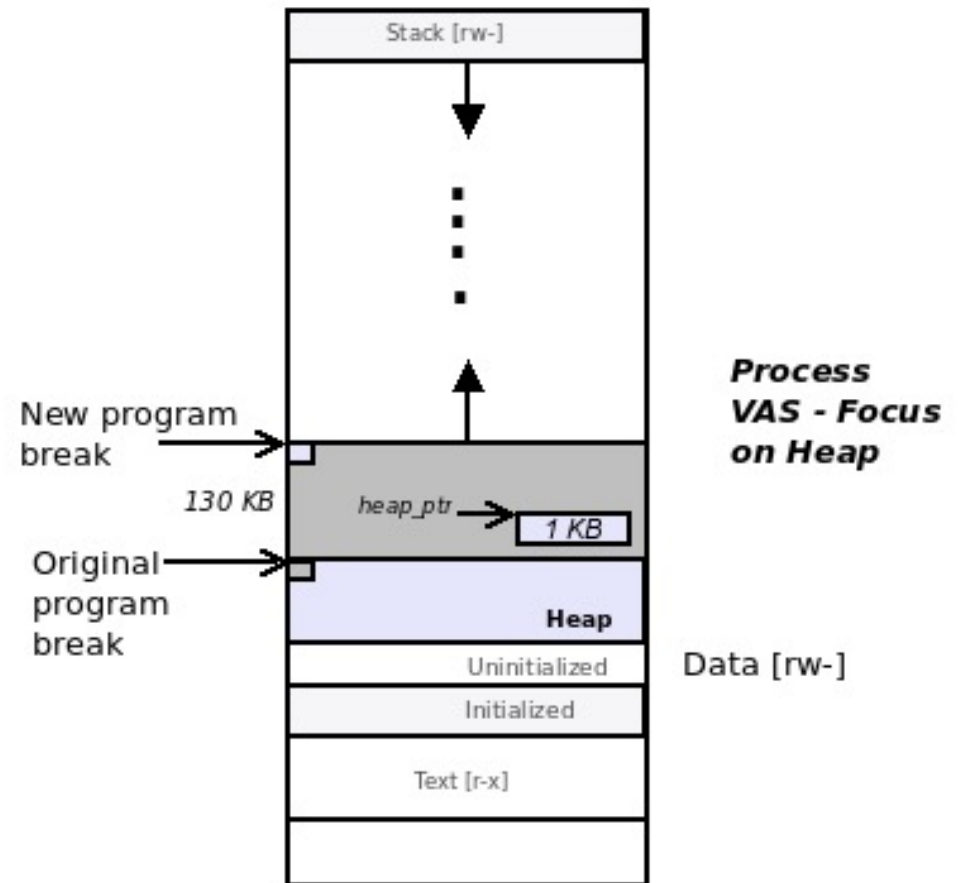 Stack [rw-]
Process
VAS - Focus
on Heap
New program
break
130 KB
heap_ptr
1 KB
Original
program
break
Heap
Uninitialized
Data [rw-]
Initialized
Text [r-x]